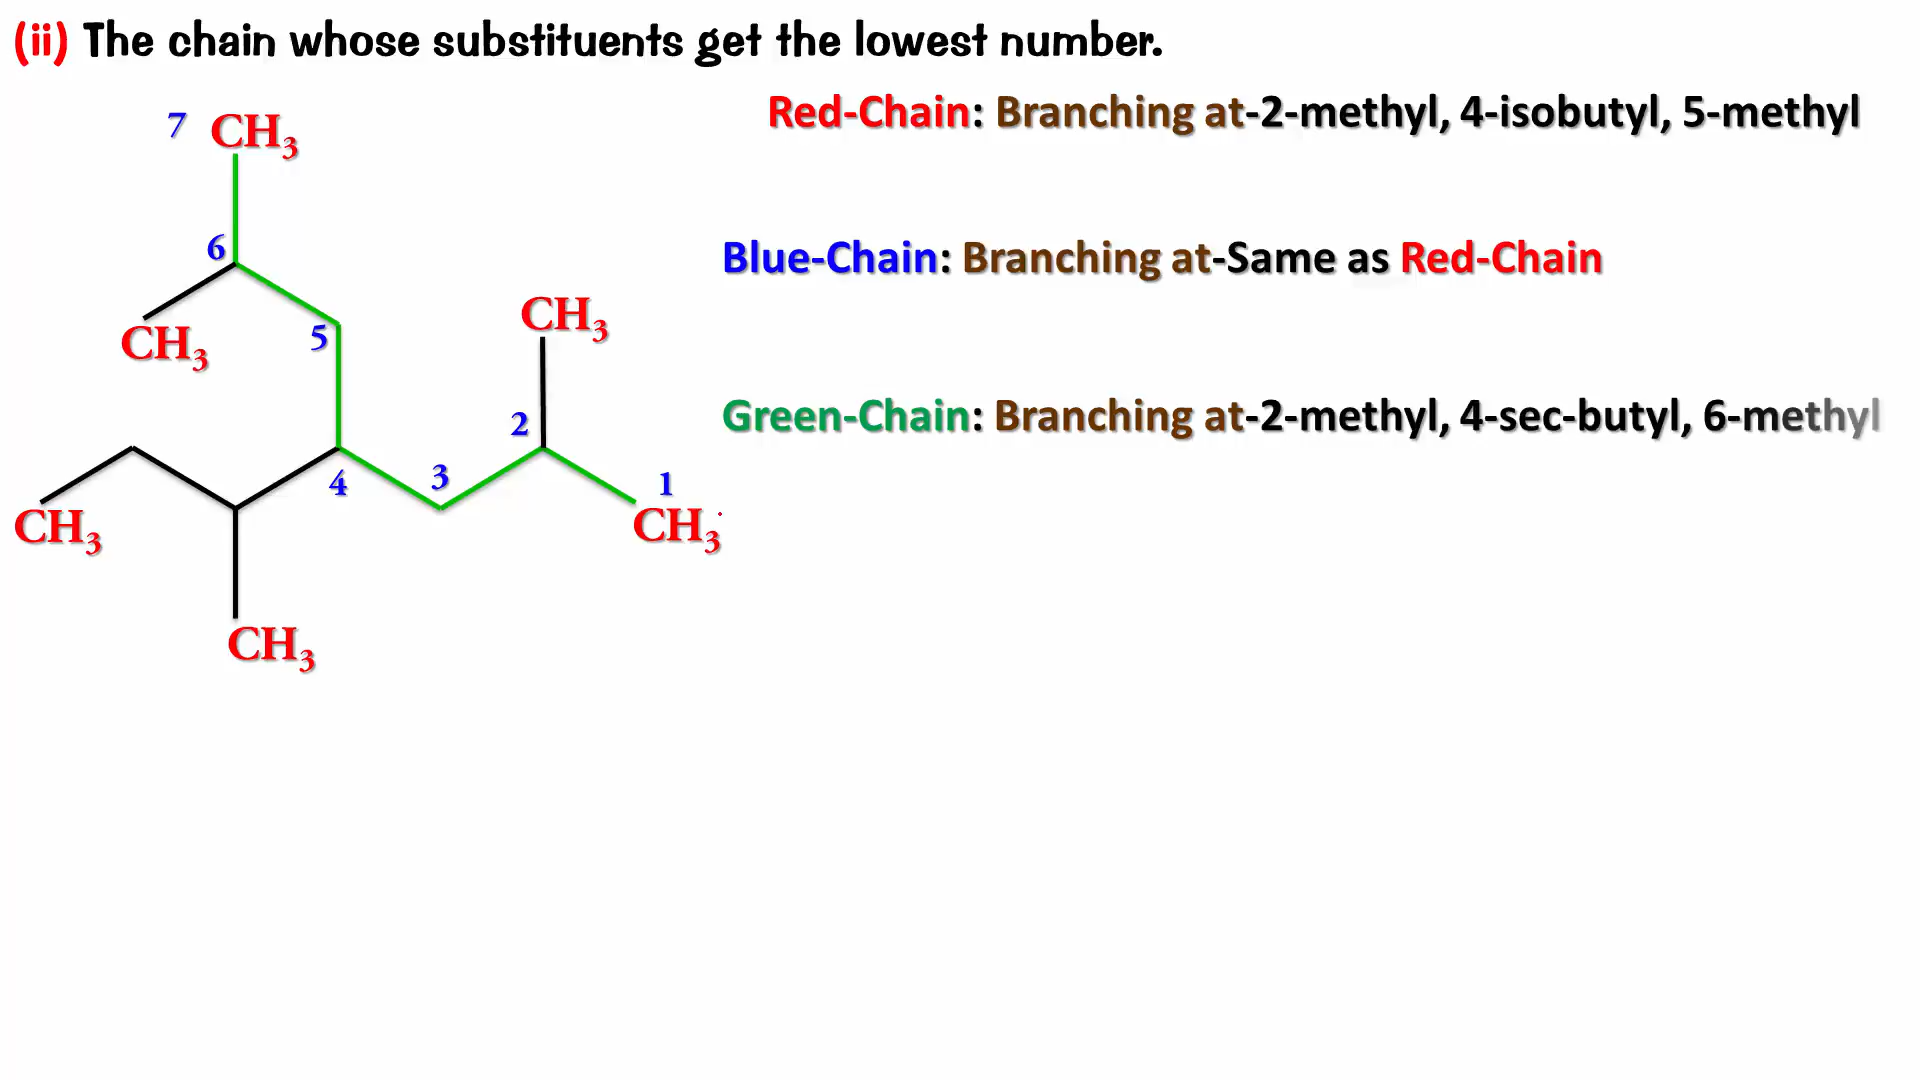 (ii) The chain whose substituents get the lowest number.
Red-Chain: Branching at-2-methyl, 4-isobutyl, 5-methyl
7 CH3
6
Blue-Chain: Branching at-Same as Red-Chain
CH3
5
CH3
Green-Chain: Branching at-2-methyl, 4-sec-butyl, 6-methyl
2
4
3
1
CH3
CH3
CH3